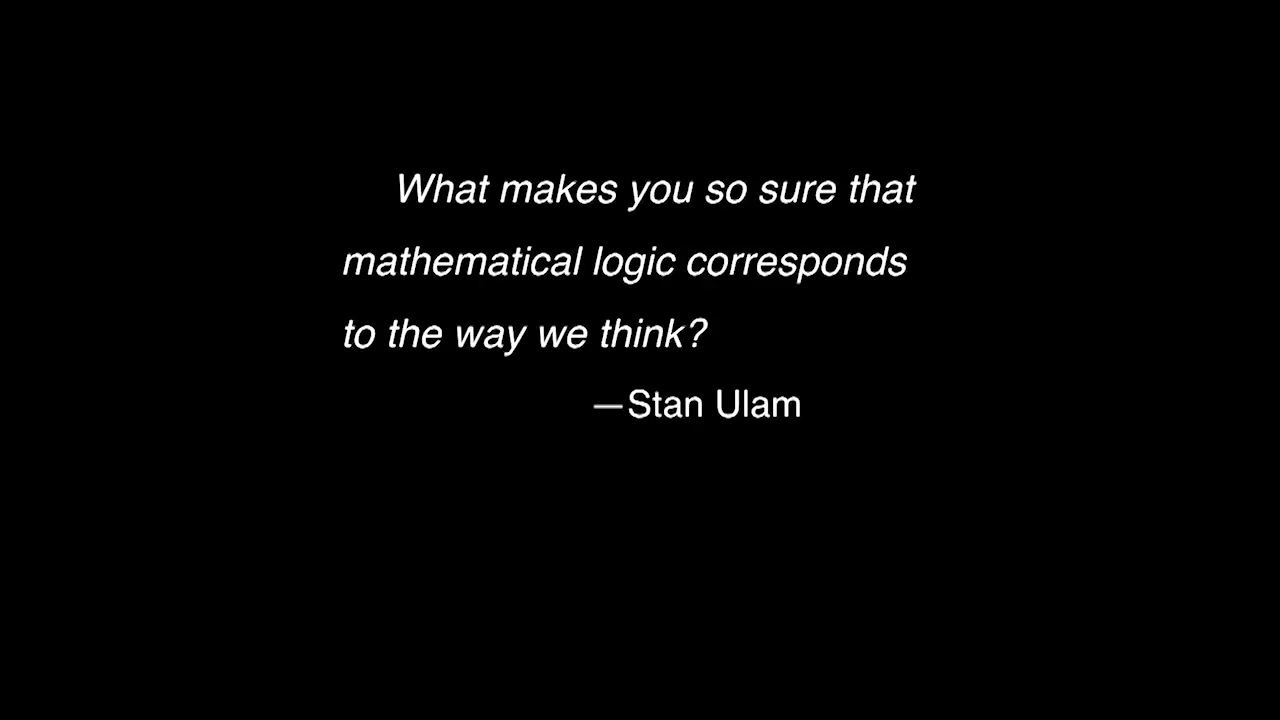 What makes you so sure that
mathematical logic corresponds
to the way we think?
—Stan Ulam